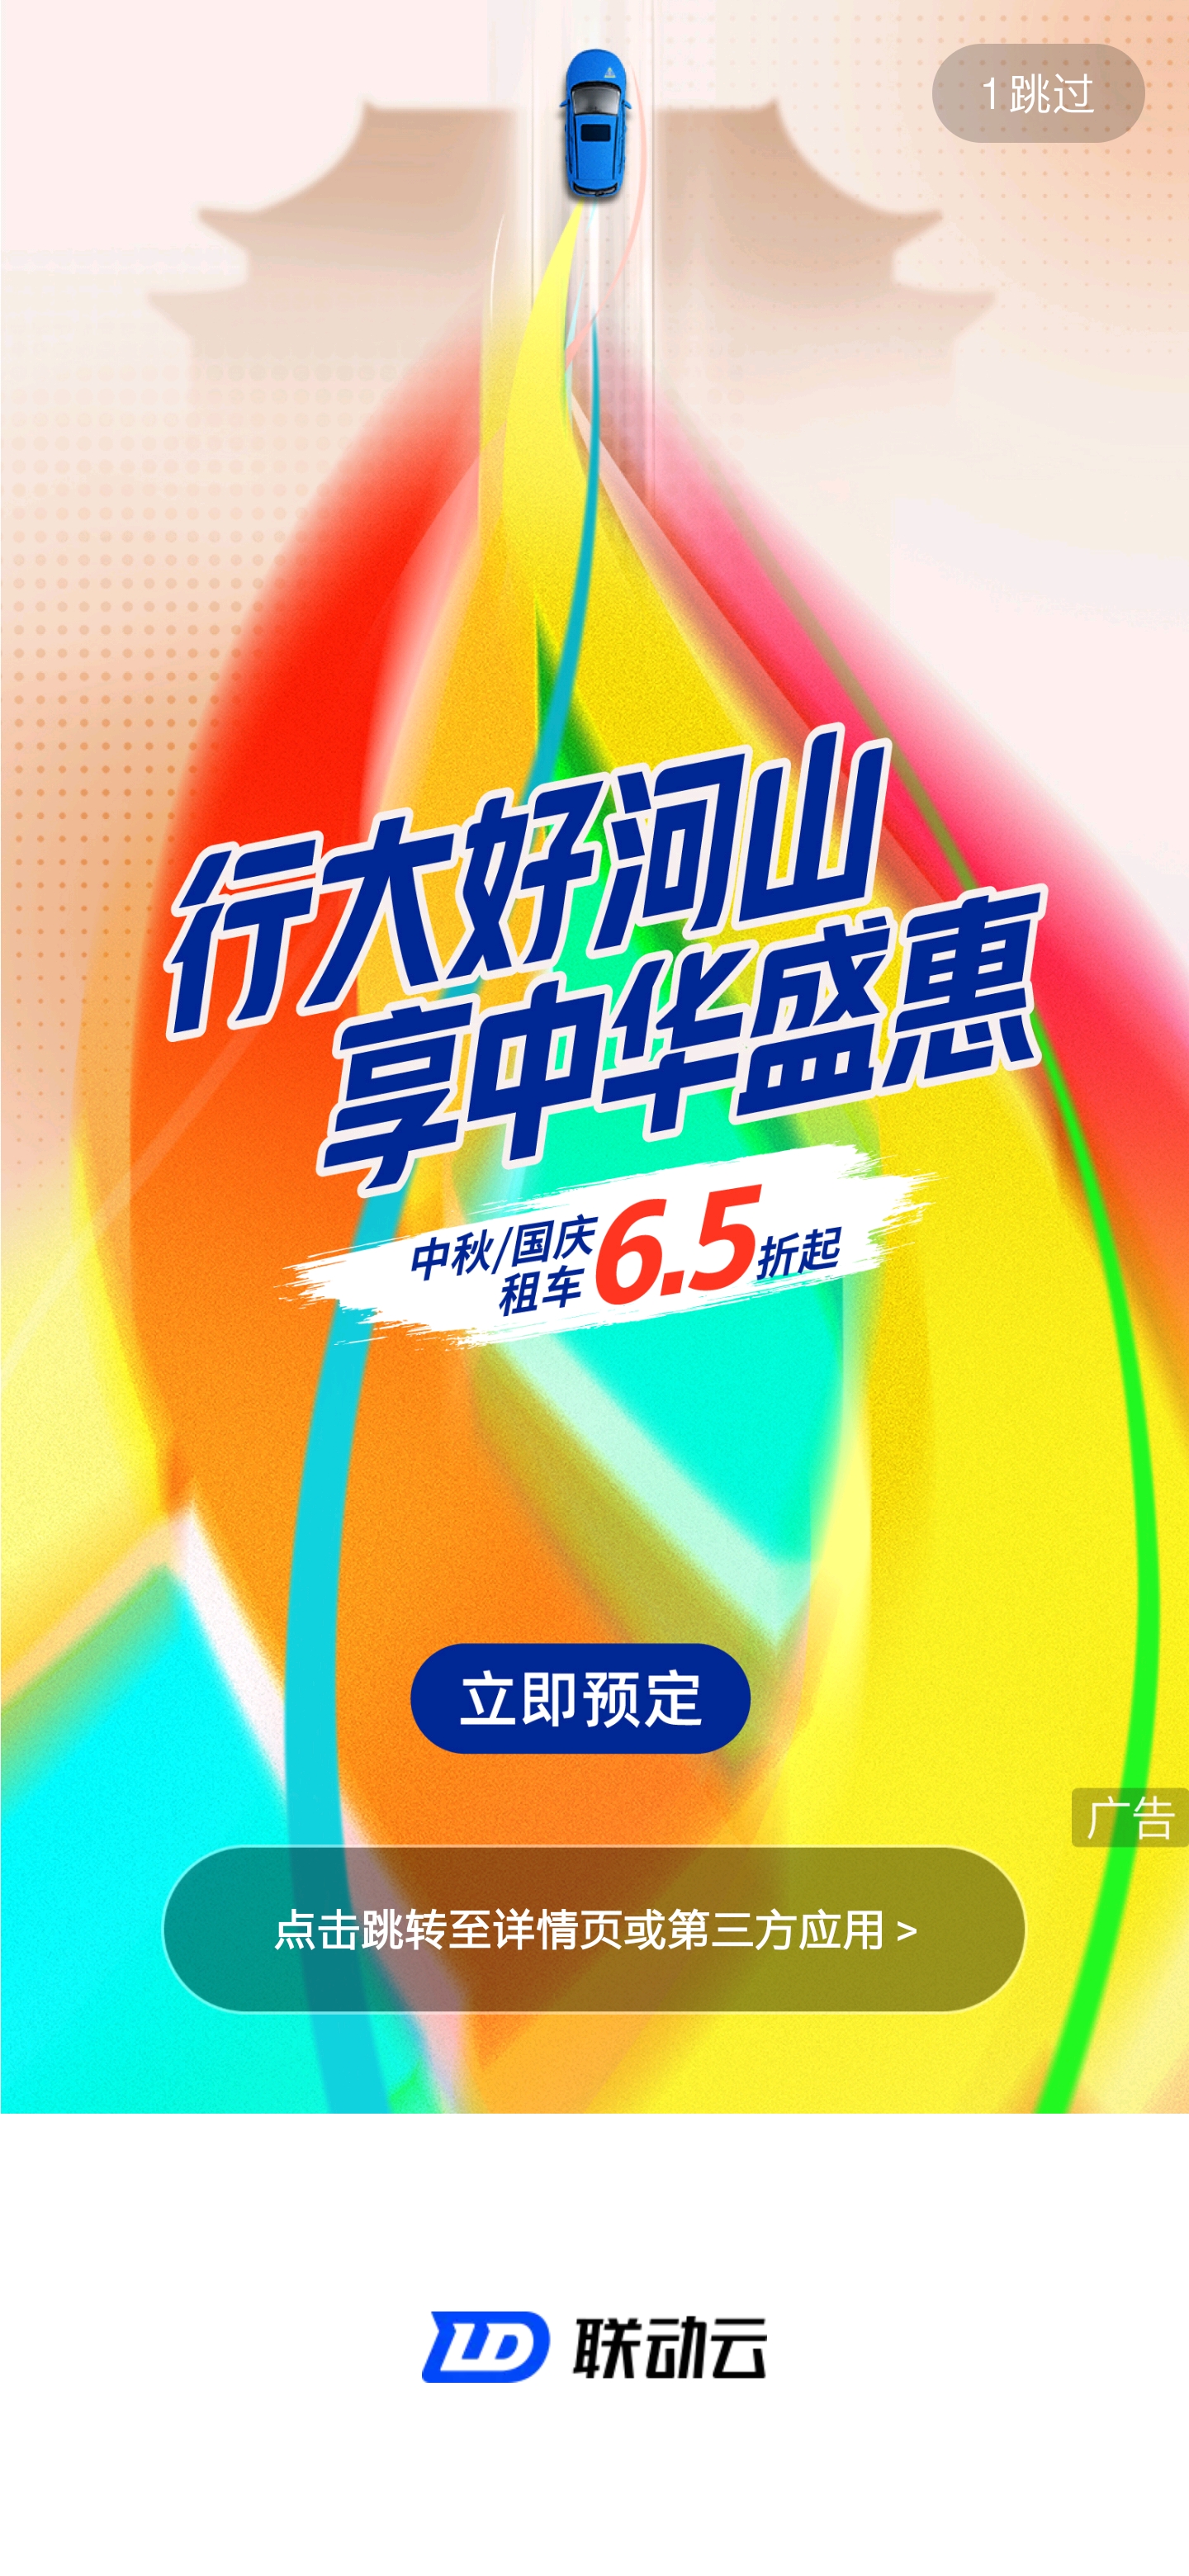 1 跳过
行大好河山
享中华盛惠
中秋/国庆
租车
6.5折起
立即预定
广告
点击跳转至详情页或第三方应用 >
LD 联动云